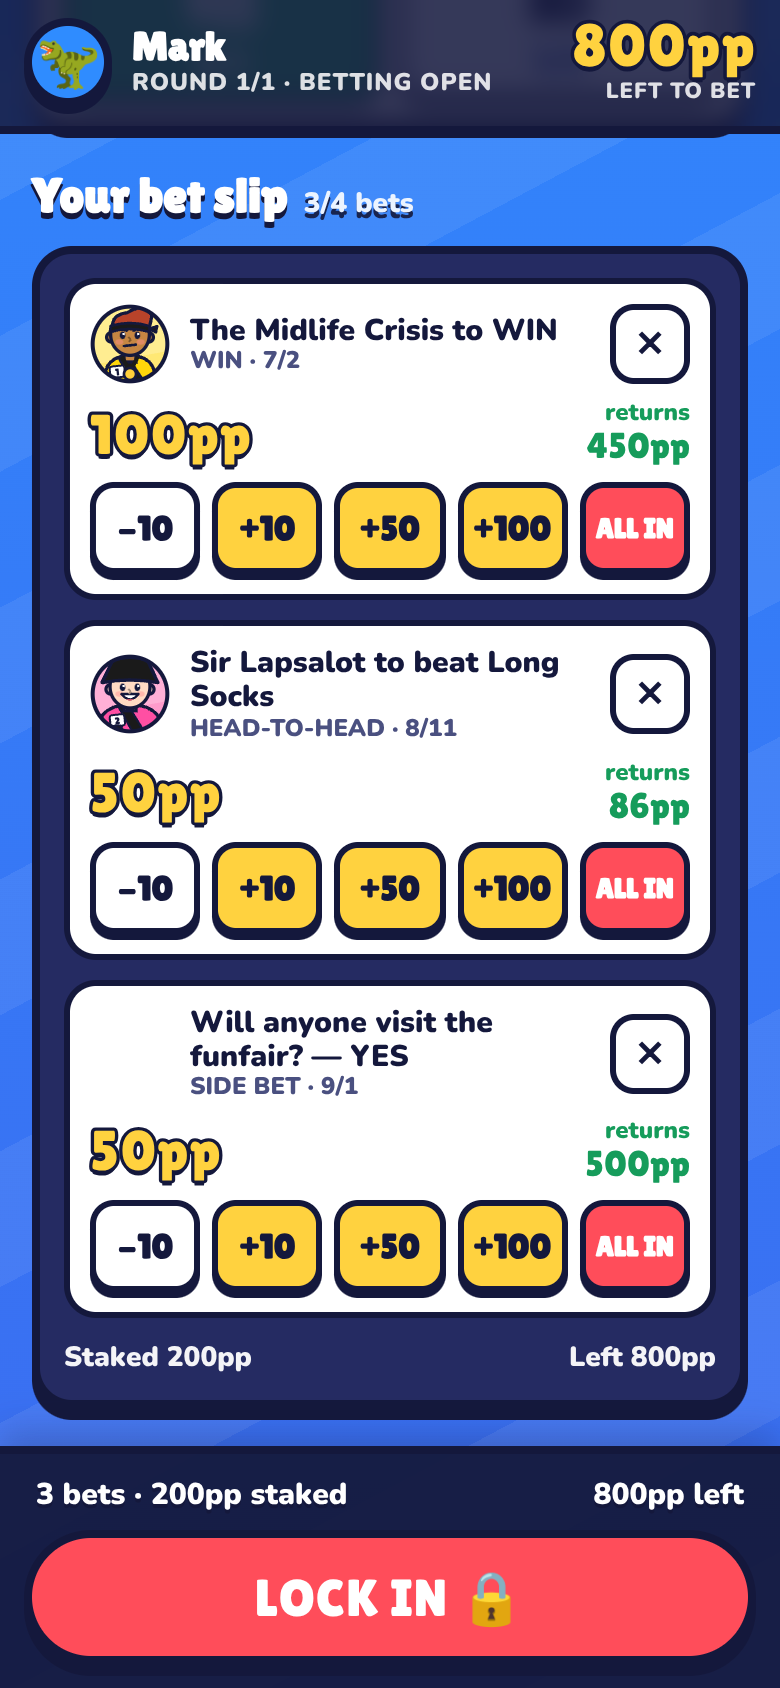 Mark
ROUND 1/1 · BETTING OPEN
800pp
LEFT TO BET
Your bet slip 3/4 bets
The Midlife Crisis to WIN
WIN · 7/2
100pp
returns
450pp
−10 +10 +50 +100 ALL IN
Sir Lapsalot to beat Long
Socks
HEAD-TO-HEAD · 8/11
50pp
returns
86pp
−10 +10 +50 +100 ALL IN
Will anyone visit the
funfair? — YES
SIDE BET · 9/1
50pp
returns
500pp
−10 +10 +50 +100 ALL IN
Staked 200pp Left 800pp
3 bets · 200pp staked 800pp left
LOCK IN 🔒